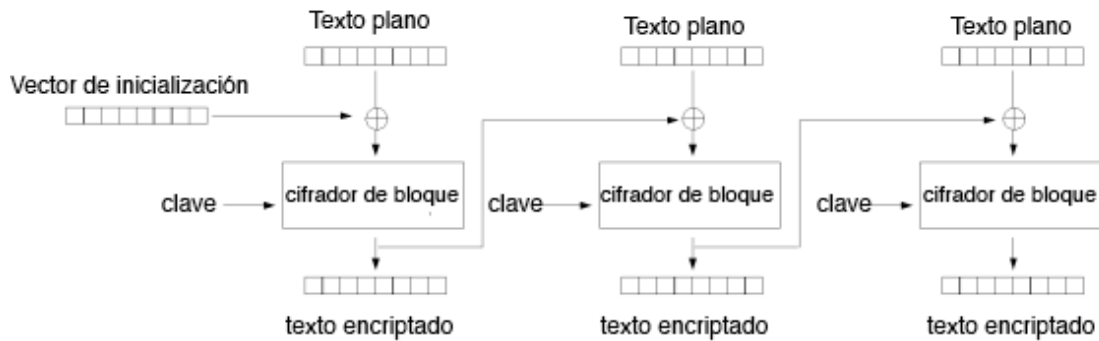 Texto plano
Texto plano
Texto plano
Vector de inicialización
clave
cifrador de bloque
clave
cifrador de bloque
clave
cifrador de bloque
texto encriptado
texto encriptado
texto encriptado